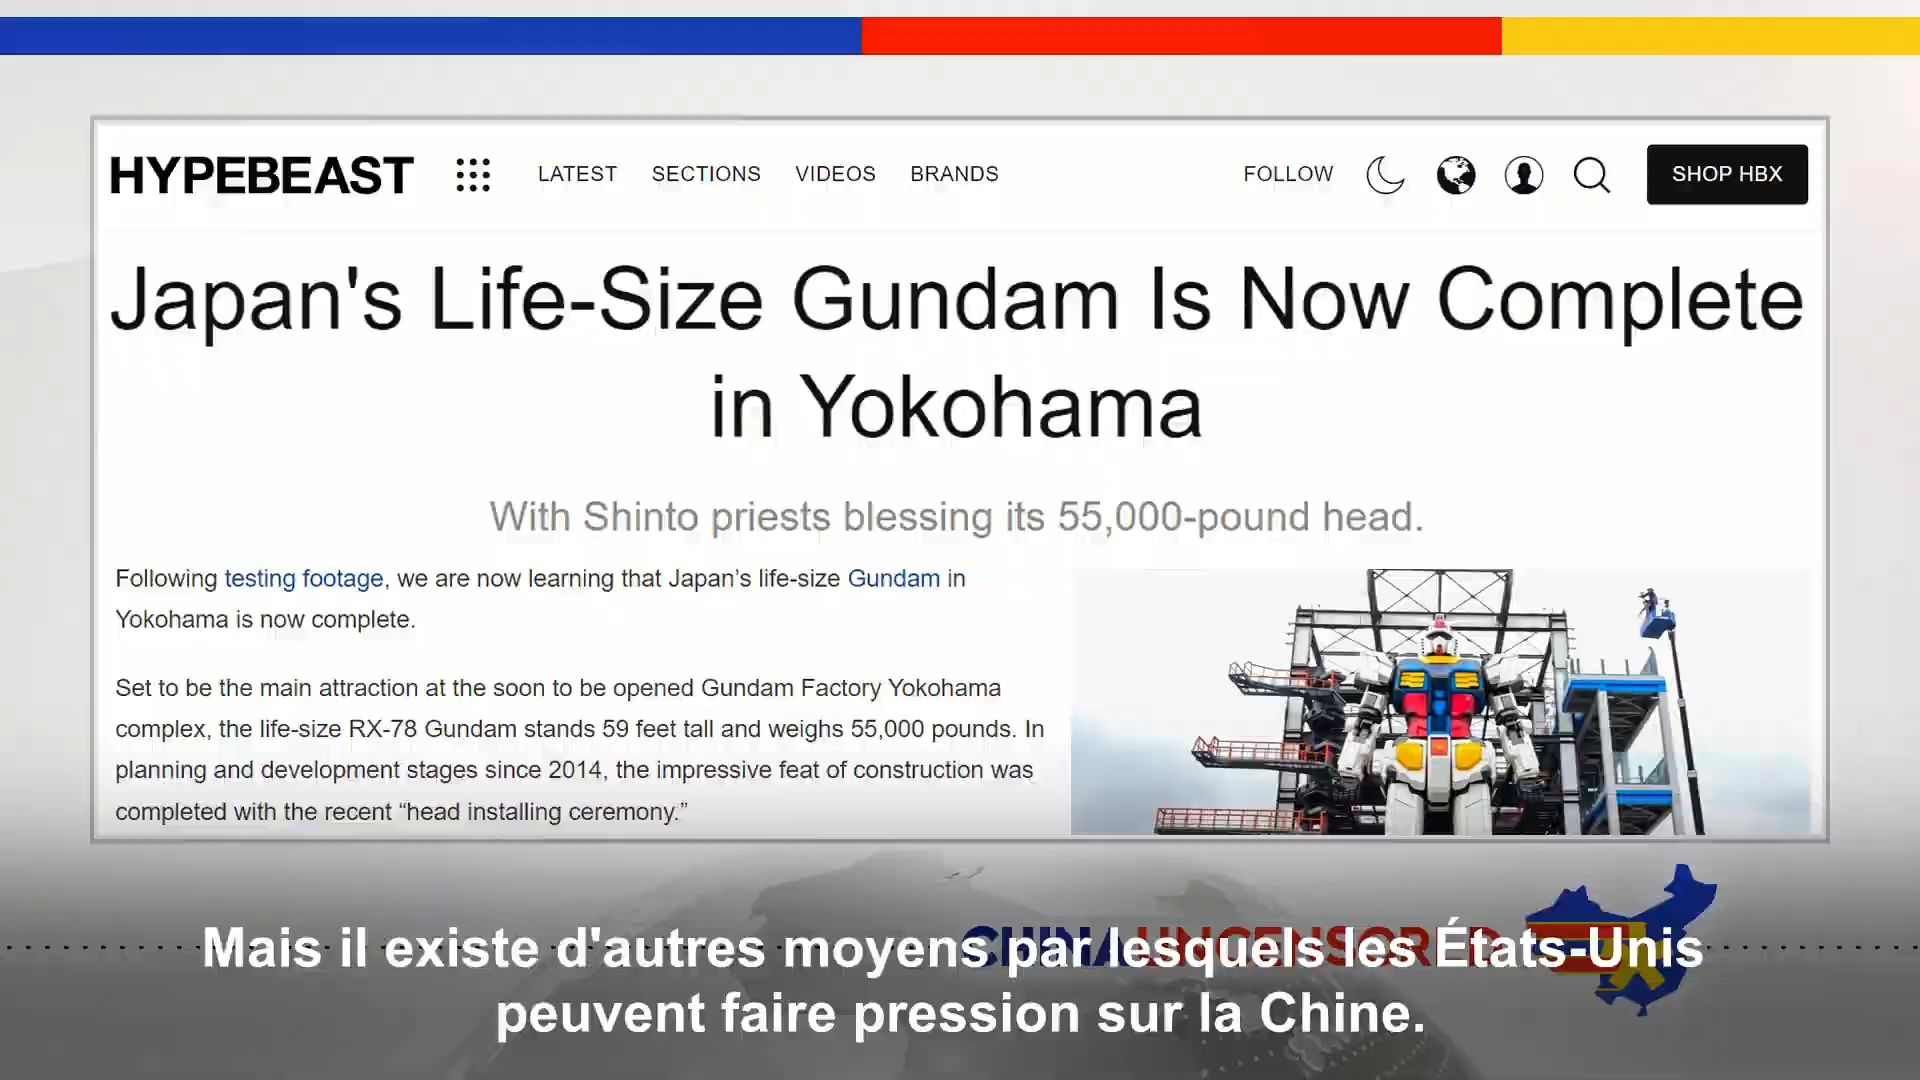 HYPEBEAST
LATEST SECTIONS VIDEOS BRANDS FOLLOW SHOP HBX
Japan's Life-Size Gundam Is Now Complete
in Yokohama
With Shinto priests blessing its 55,000-pound head.
Following testing footage, we are now learning that Japan’s life-size Gundam in
Yokohama is now complete.
Set to be the main attraction at the soon to be opened Gundam Factory Yokohama
complex, the life-size RX-78 Gundam stands 59 feet tall and weighs 55,000 pounds. In
planning and development stages since 2014, the impressive feat of construction was
completed with the recent “head installing ceremony.”
CHINA UNCENSORED
Mais il existe d'autres moyens par lesquels les États-Unis
peuvent faire pression sur la Chine.